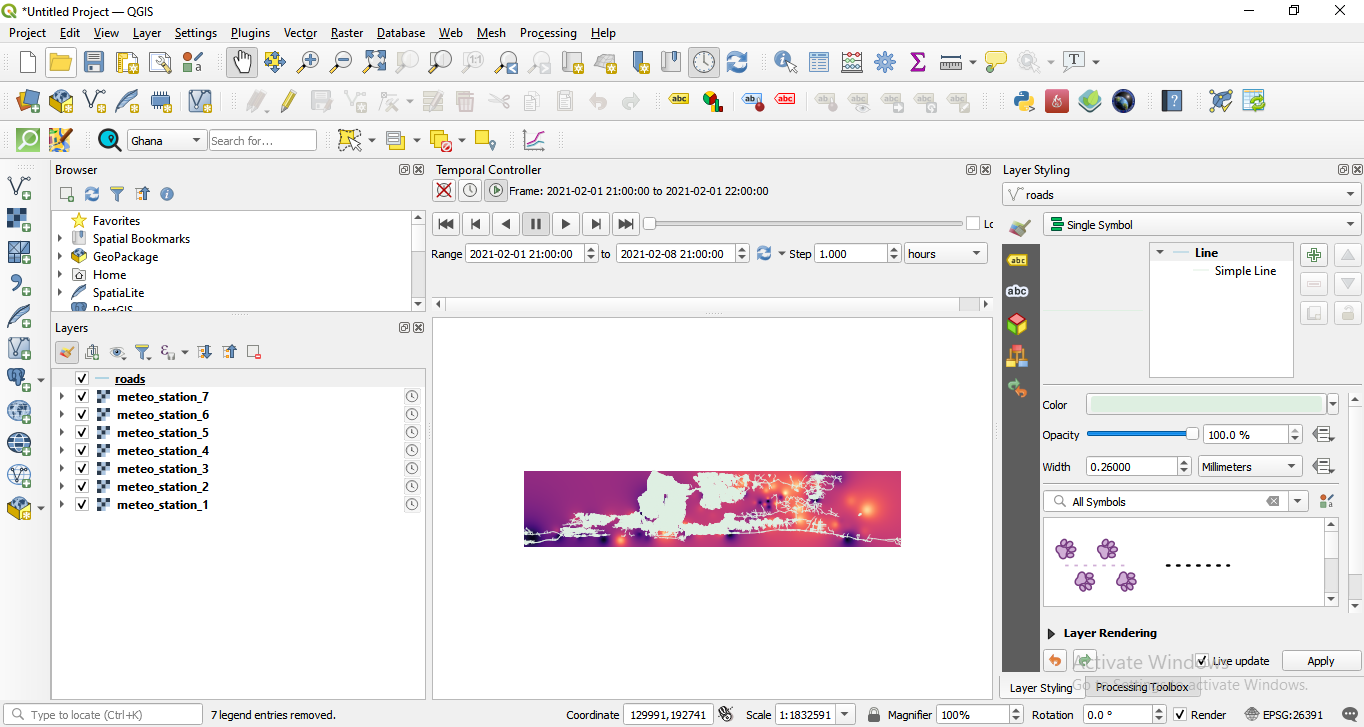 *Untitled Project — QGIS
Project Edit View Layer Settings Plugins Vector Raster Database Web Mesh Processing Help
Ghana Search for...
Browser
Favorites
Spatial Bookmarks
GeoPackage
Home
SpatiaLite
PostGIS
Layers
roads
meteo_station_7
meteo_station_6
meteo_station_5
meteo_station_4
meteo_station_3
meteo_station_2
meteo_station_1
Temporal Controller
Frame: 2021-02-01 21:00:00 to 2021-02-01 22:00:00
Lo
Range 2021-02-01 21:00:00 to 2021-02-08 21:00:00 Step 1.000 hours
Layer Styling
roads
Single Symbol
abc
abc
Line
Simple Line
Color
Opacity 100.0 %
Width 0.26000 Millimeters
All Symbols
Layer Rendering
Live update Apply
Activate Windows
Go to Settings to activate Windows.
Layer Styling Processing Toolbox
Type to locate (Ctrl+K) 7 legend entries removed. Coordinate 129991,192741 Scale 1:1832591 Magnifier 100% Rotation 0.0 ° Render EPSG:26391